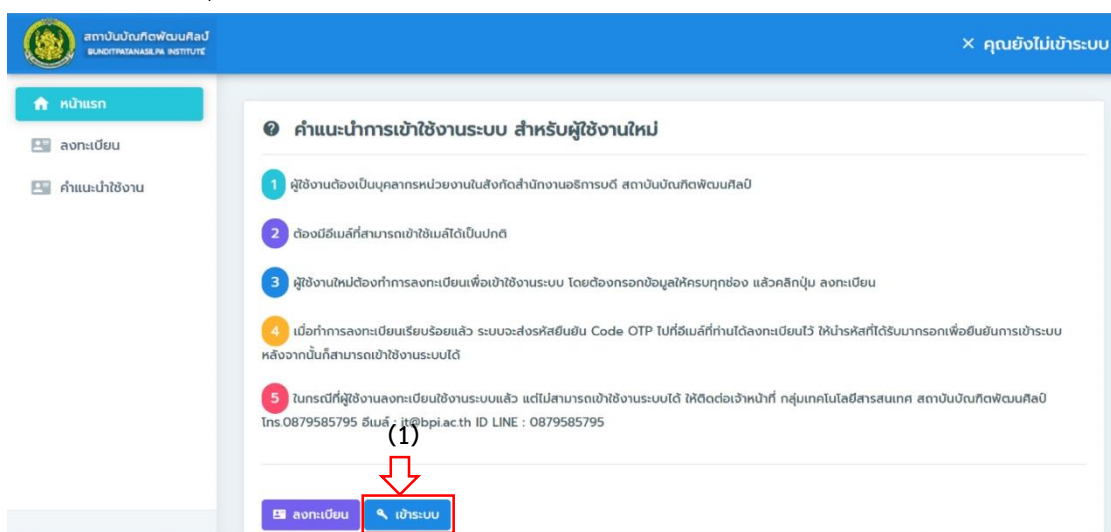 สถาบันบัณฑิตพัฒนศิลป์
BUNDITPATANASILPA INSTITUTE
× คุณยังไม่เข้าระบบ
หน้าแรก
ลงทะเบียน
คำแนะนำใช้งาน
คำแนะนำการเข้าใช้งานระบบ สำหรับผู้ใช้งานใหม่
1 ผู้ใช้งานต้องเป็นบุคลากรหน่วยงานในสังกัดสำนักงานอธิการบดี สถาบันบัณฑิตพัฒนศิลป์
2 ต้องมีอีเมล์ที่สามารถเข้าใช้เมล์ได้เป็นปกติ
3 ผู้ใช้งานใหม่ต้องทำการลงทะเบียนเพื่อเข้าใช้งานระบบ โดยต้องกรอกข้อมูลให้ครบทุกช่อง แล้วคลิกปุ่ม ลงทะเบียน
4 เมื่อทำการลงทะเบียนเรียบร้อยแล้ว ระบบจะส่งรหัสยืนยัน Code OTP ไปที่อีเมล์ที่ท่านได้ลงทะเบียนไว้ ให้นำรหัสที่ได้รับมากรอกเพื่อยืนยันการเข้าระบบ
หลังจากนั้นก็สามารถเข้าใช้งานระบบได้
5 ในกรณีที่ผู้ใช้งานลงทะเบียนใช้งานระบบแล้ว แต่ไม่สามารถเข้าใช้งานระบบได้ ให้ติดต่อเจ้าหน้าที่ กลุ่มเทคโนโลยีสารสนเทศ สถาบันบัณฑิตพัฒนศิลป์
โทร.0879585795 อีเมล์ : it@bpi.ac.th ID LINE : 0879585795
(1)
ลงทะเบียน
เข้าระบบ